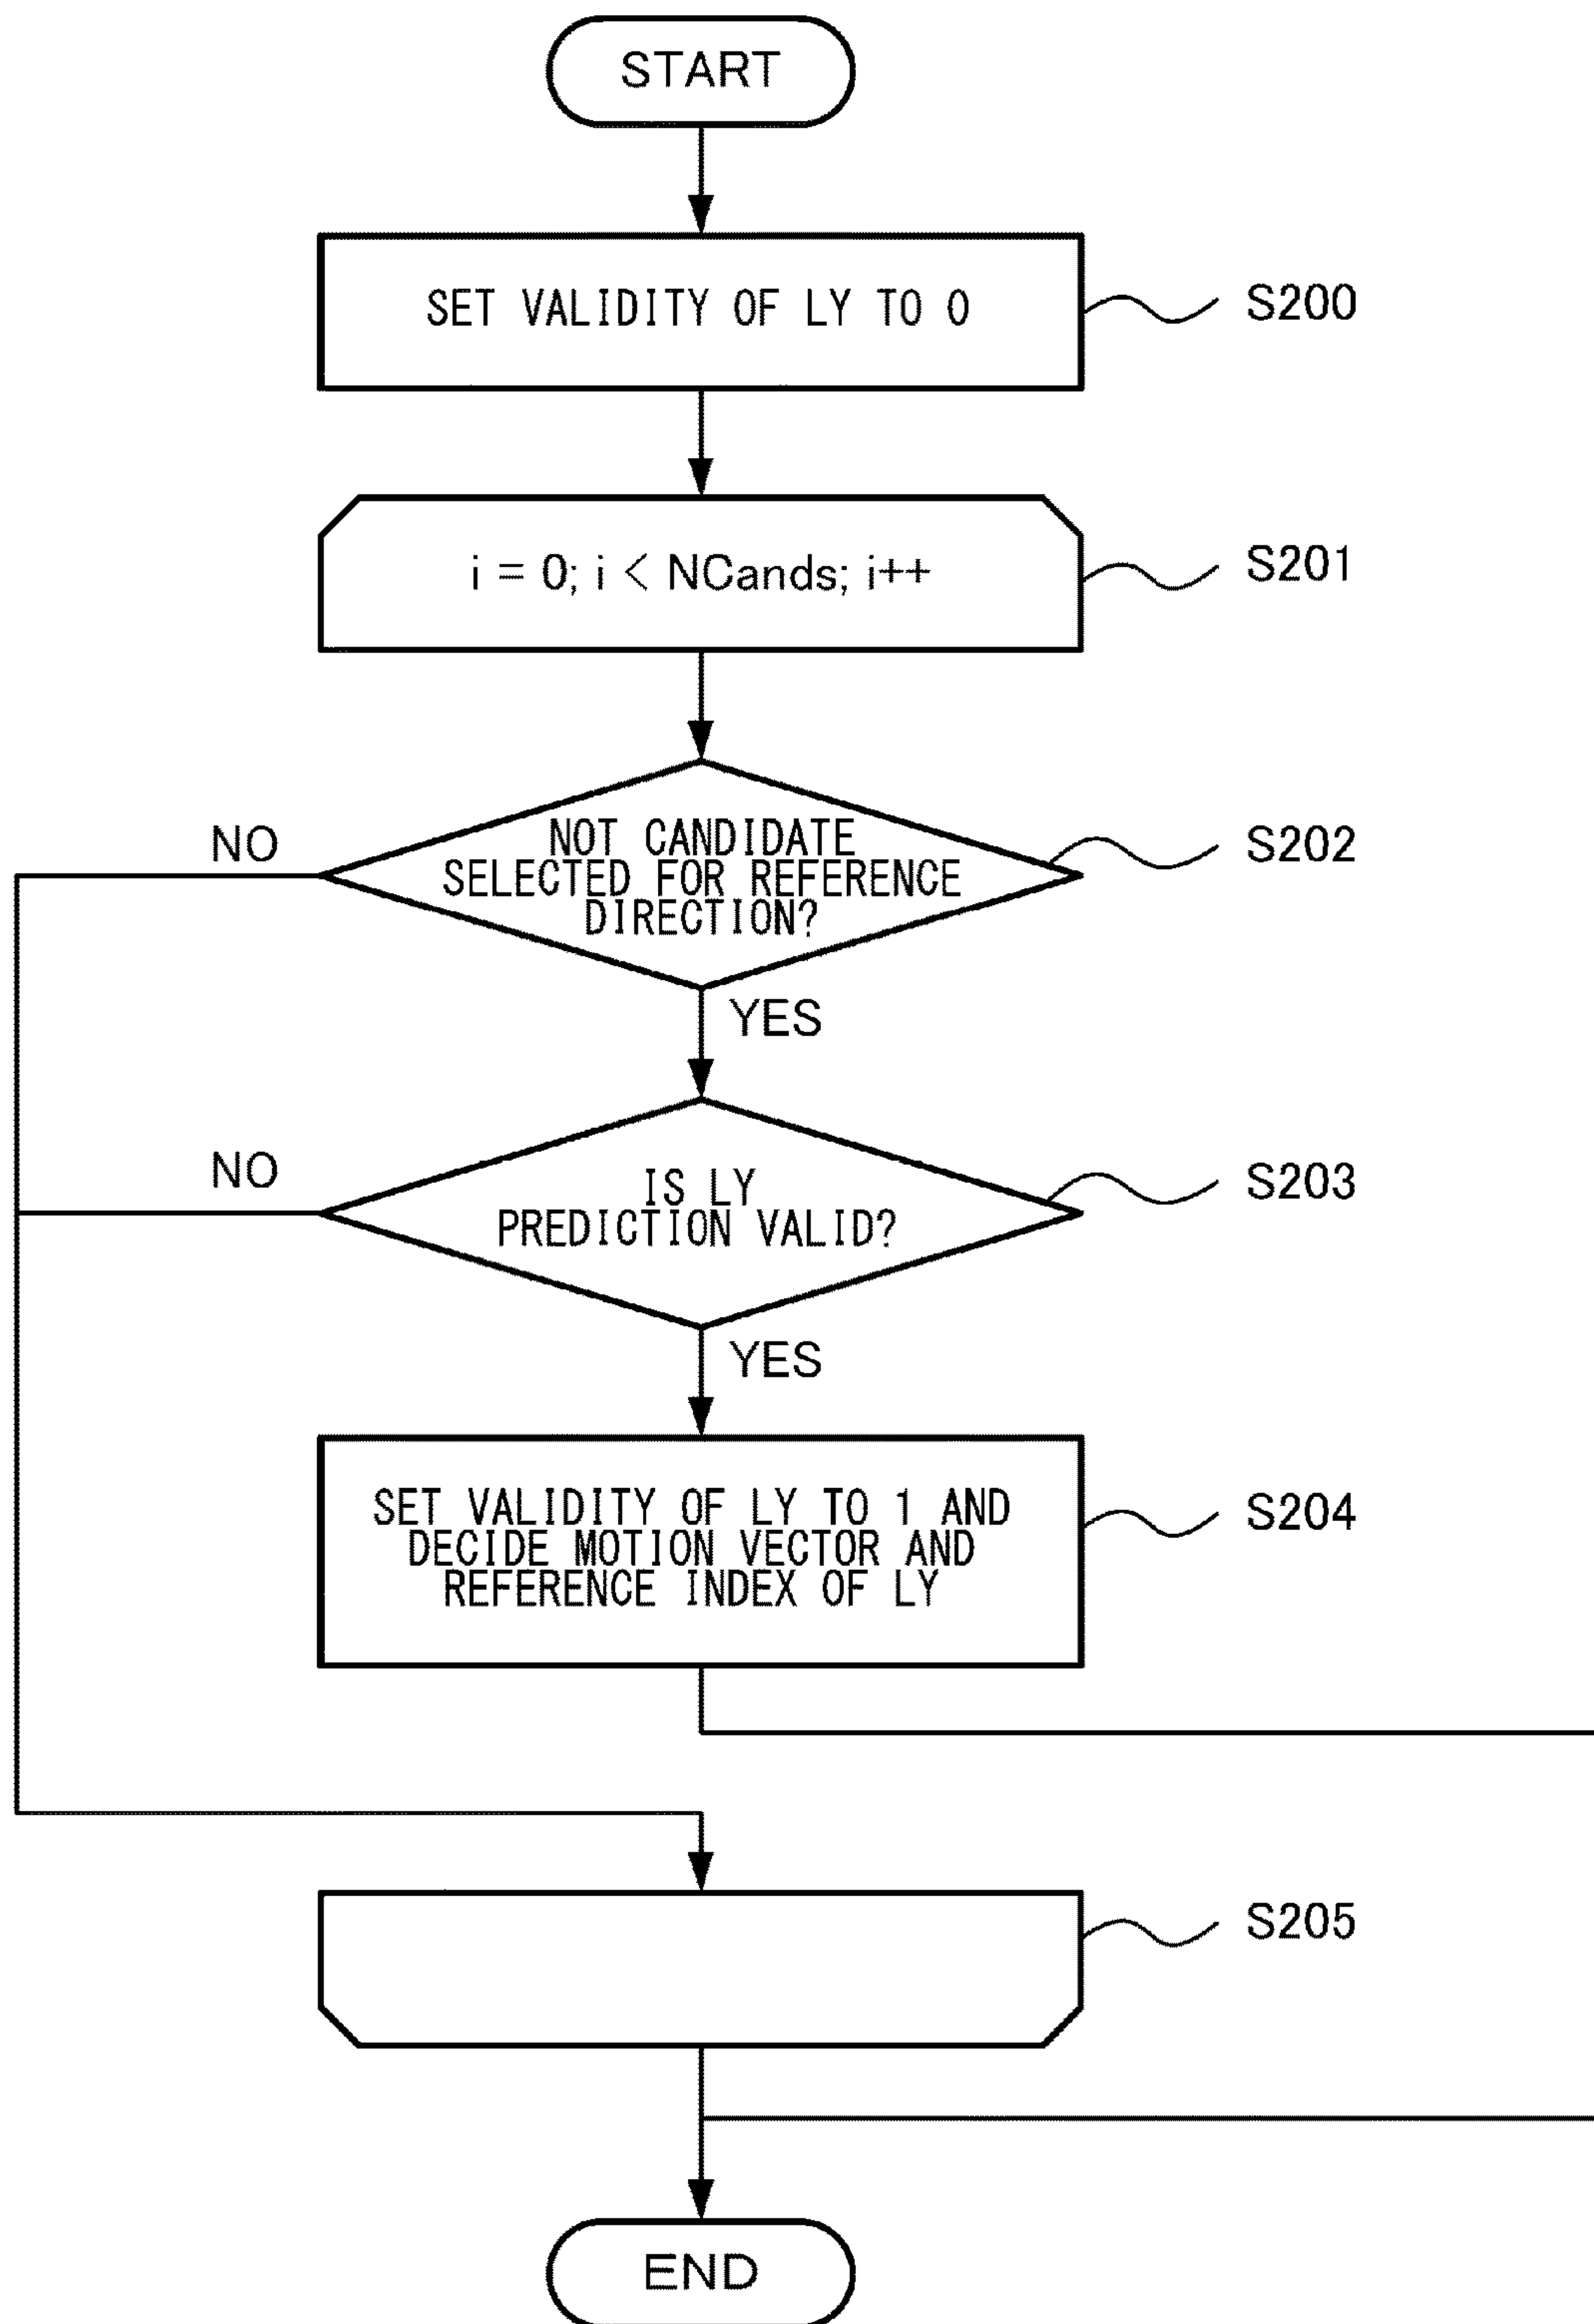 START
SET VALIDITY OF LY TO 0
S200
i = 0; i < NCands; i++
S201
NO
NOT CANDIDATE
SELECTED FOR REFERENCE
DIRECTION?
S202
YES
NO
IS LY
PREDICTION VALID?
S203
YES
SET VALIDITY OF LY TO 1 AND
DECIDE MOTION VECTOR AND
REFERENCE INDEX OF LY
S204
S205
END